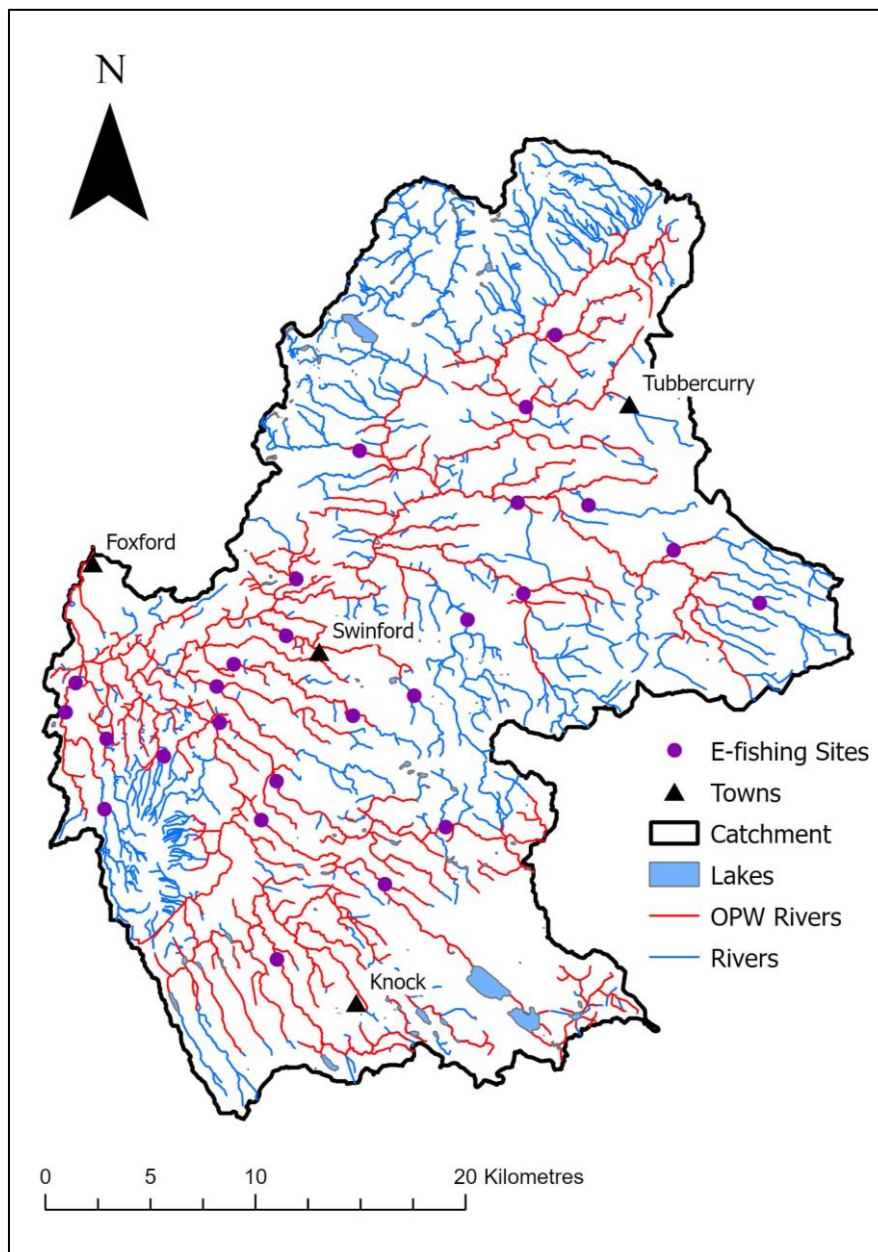 N
Tubbercurry
Foxford
Swinford
E-fishing Sites
Towns
Catchment
Lakes
OPW Rivers
Rivers
Knock
0 5 10 20 Kilometres